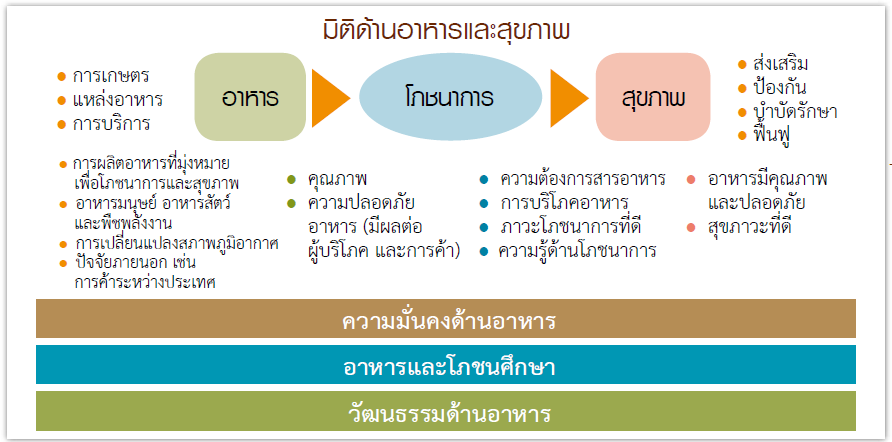 มิติด้านอาหารและสุขภาพ
● การเกษตร
● แหล่งอาหาร
● การบริการ
อาหาร
โภชนาการ
สุขภาพ
● ส่งเสริม
● ป้องกัน
● บำบัดรักษา
● ฟื้นฟู
● การผลิตอาหารที่มุ่งหมาย
เพื่อโภชนาการและสุขภาพ
● อาหารมนุษย์ อาหารสัตว์
และพืชพลังงาน
● การเปลี่ยนแปลงสภาพภูมิอากาศ
● ปัจจัยภายนอก เช่น
การค้าระหว่างประเทศ
● คุณภาพ
● ความปลอดภัย
อาหาร (มีผลต่อ
ผู้บริโภค และการค้า)
● ความต้องการสารอาหาร
● การบริโภคอาหาร
● ภาวะโภชนาการที่ดี
● ความรู้ด้านโภชนาการ
● อาหารมีคุณภาพ
และปลอดภัย
● สุขภาวะที่ดี
ความมั่นคงด้านอาหาร
อาหารและโภชนศึกษา
วัฒนธรรมด้านอาหาร